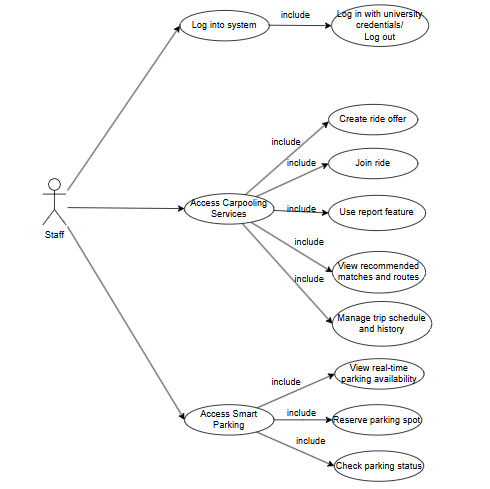 Log into system
include
Log in with university
credentials/
Log out
Create ride offer
include
include
Join ride
Staff
Access Carpooling
Services
include
Use report feature
include
View recommended
matches and routes
include
Manage trip schedule
and history
View real-time
parking availability
include
Access Smart
Parking
include
Reserve parking spot
include
Check parking status